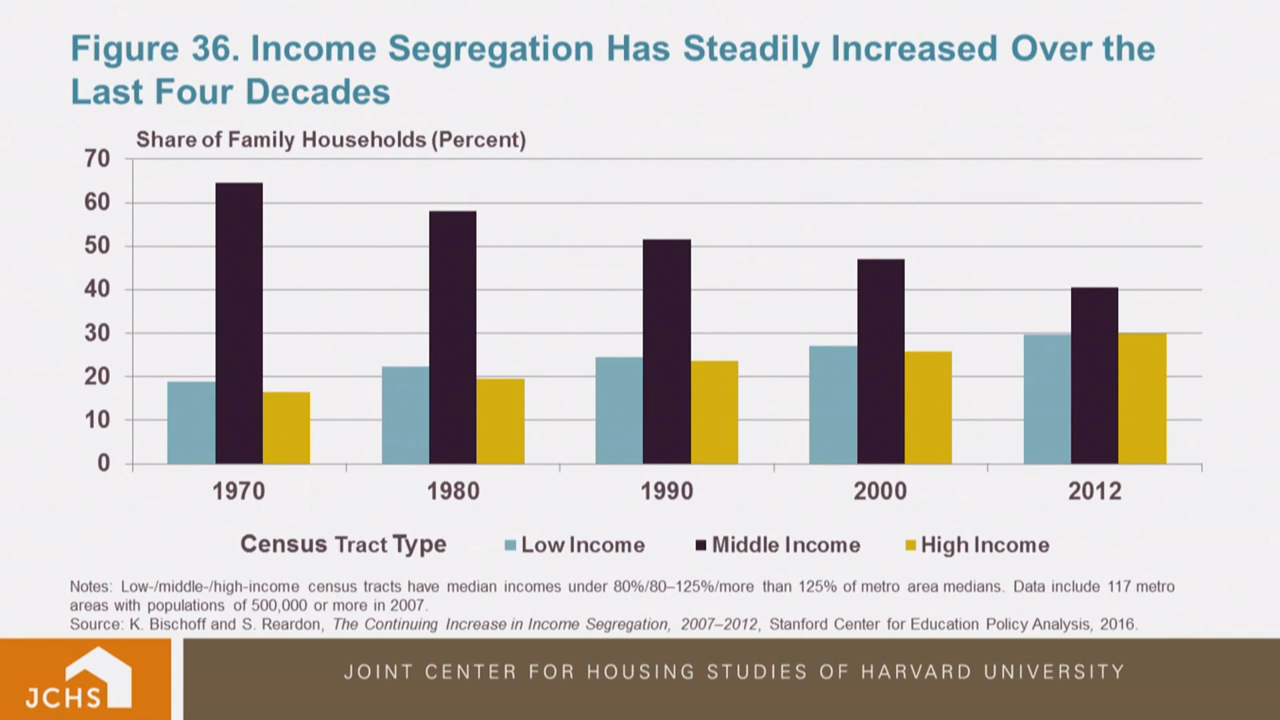 Figure 36. Income Segregation Has Steadily Increased Over the
Last Four Decades
Share of Family Households (Percent)
70
60
50
40
30
20
10
0
1970 1980 1990 2000 2012
Census Tract Type Low Income Middle Income High Income
Notes: Low-/middle-/high-income census tracts have median incomes under 80%/80–125%/more than 125% of metro area medians. Data include 117 metro
areas with populations of 500,000 or more in 2007.
Source: K. Bischoff and S. Reardon, The Continuing Increase in Income Segregation, 2007–2012, Stanford Center for Education Policy Analysis, 2016.
JCHS
JOINT CENTER FOR HOUSING STUDIES OF HARVARD UNIVERSITY